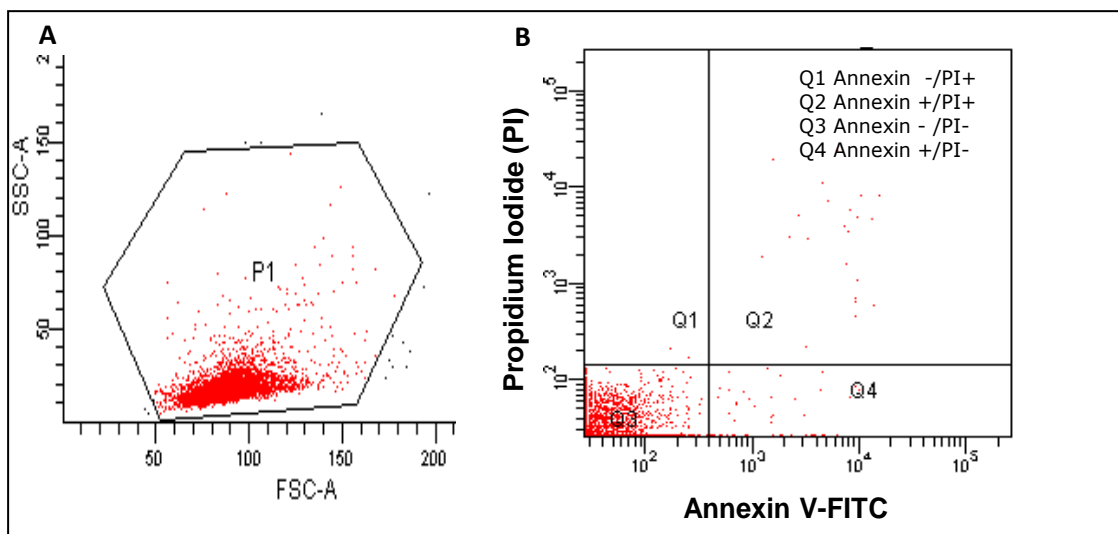 A
2
150
100
50
SSC-A
P1
50 100 150 200
FSC-A
B
Q1 Annexin -/PI+
Q2 Annexin +/PI+
Q3 Annexin - /PI-
Q4 Annexin +/PI-
Propidium Iodide (PI)
10^5
10^4
10^3
10^2
Q1 Q2
Q3 Q4
10^2 10^3 10^4 10^5
Annexin V-FITC